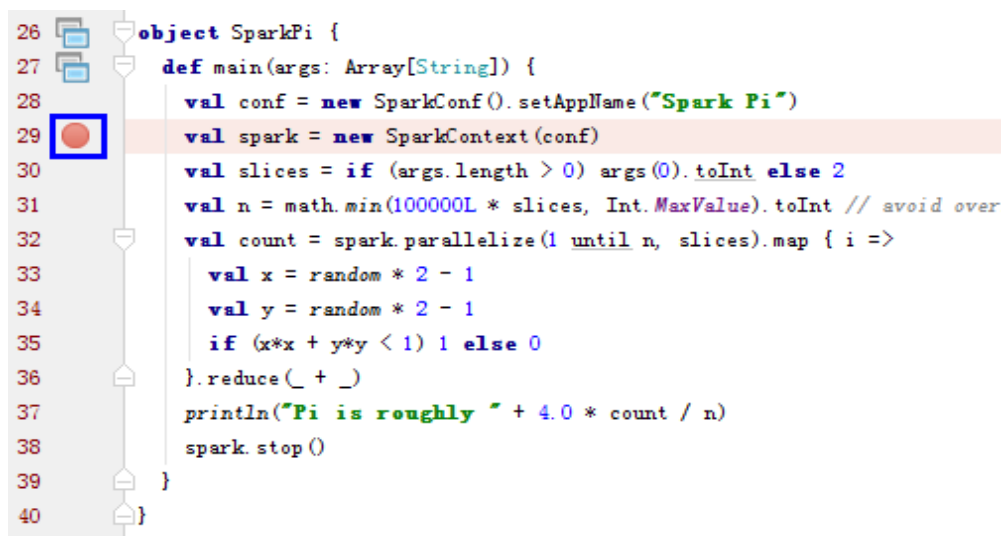 26 object SparkPi {
27 def main(args: Array[String]) {
28 val conf = new SparkConf().setAppName("Spark Pi")
29 val spark = new SparkContext(conf)
30 val slices = if (args.length > 0) args(0).toInt else 2
31 val n = math.min(100000L * slices, Int.MaxValue).toInt // avoid over
32 val count = spark.parallelize(1 until n, slices).map { i =>
33 val x = random * 2 - 1
34 val y = random * 2 - 1
35 if (x*x + y*y < 1) 1 else 0
36 }.reduce(_ + _)
37 println("Pi is roughly " + 4.0 * count / n)
38 spark.stop()
39 }
40 }